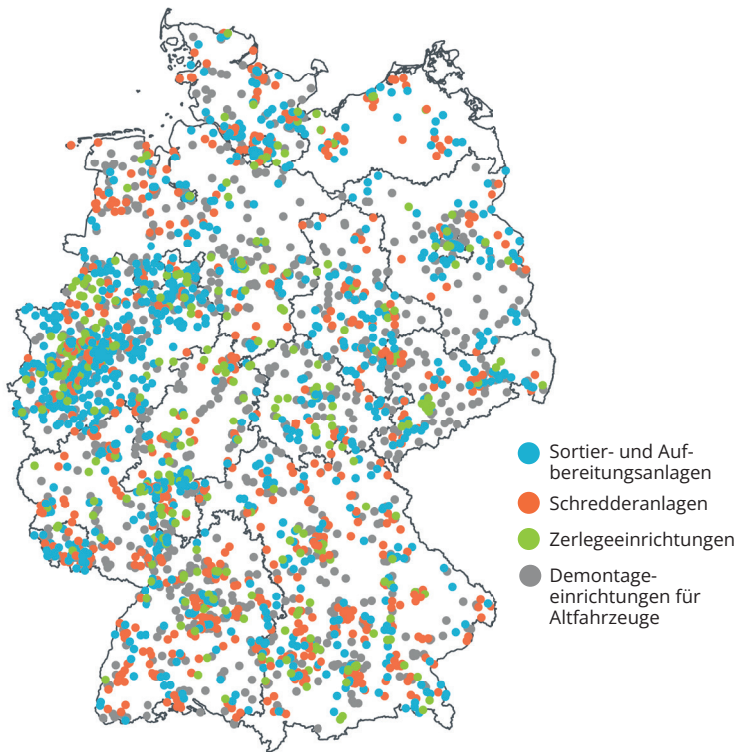 Sortier- und Auf-
bereitungsanlagen
Schredderanlagen
Zerlegeeinrichtungen
Demontage-
einrichtungen für
Altfahrzeuge